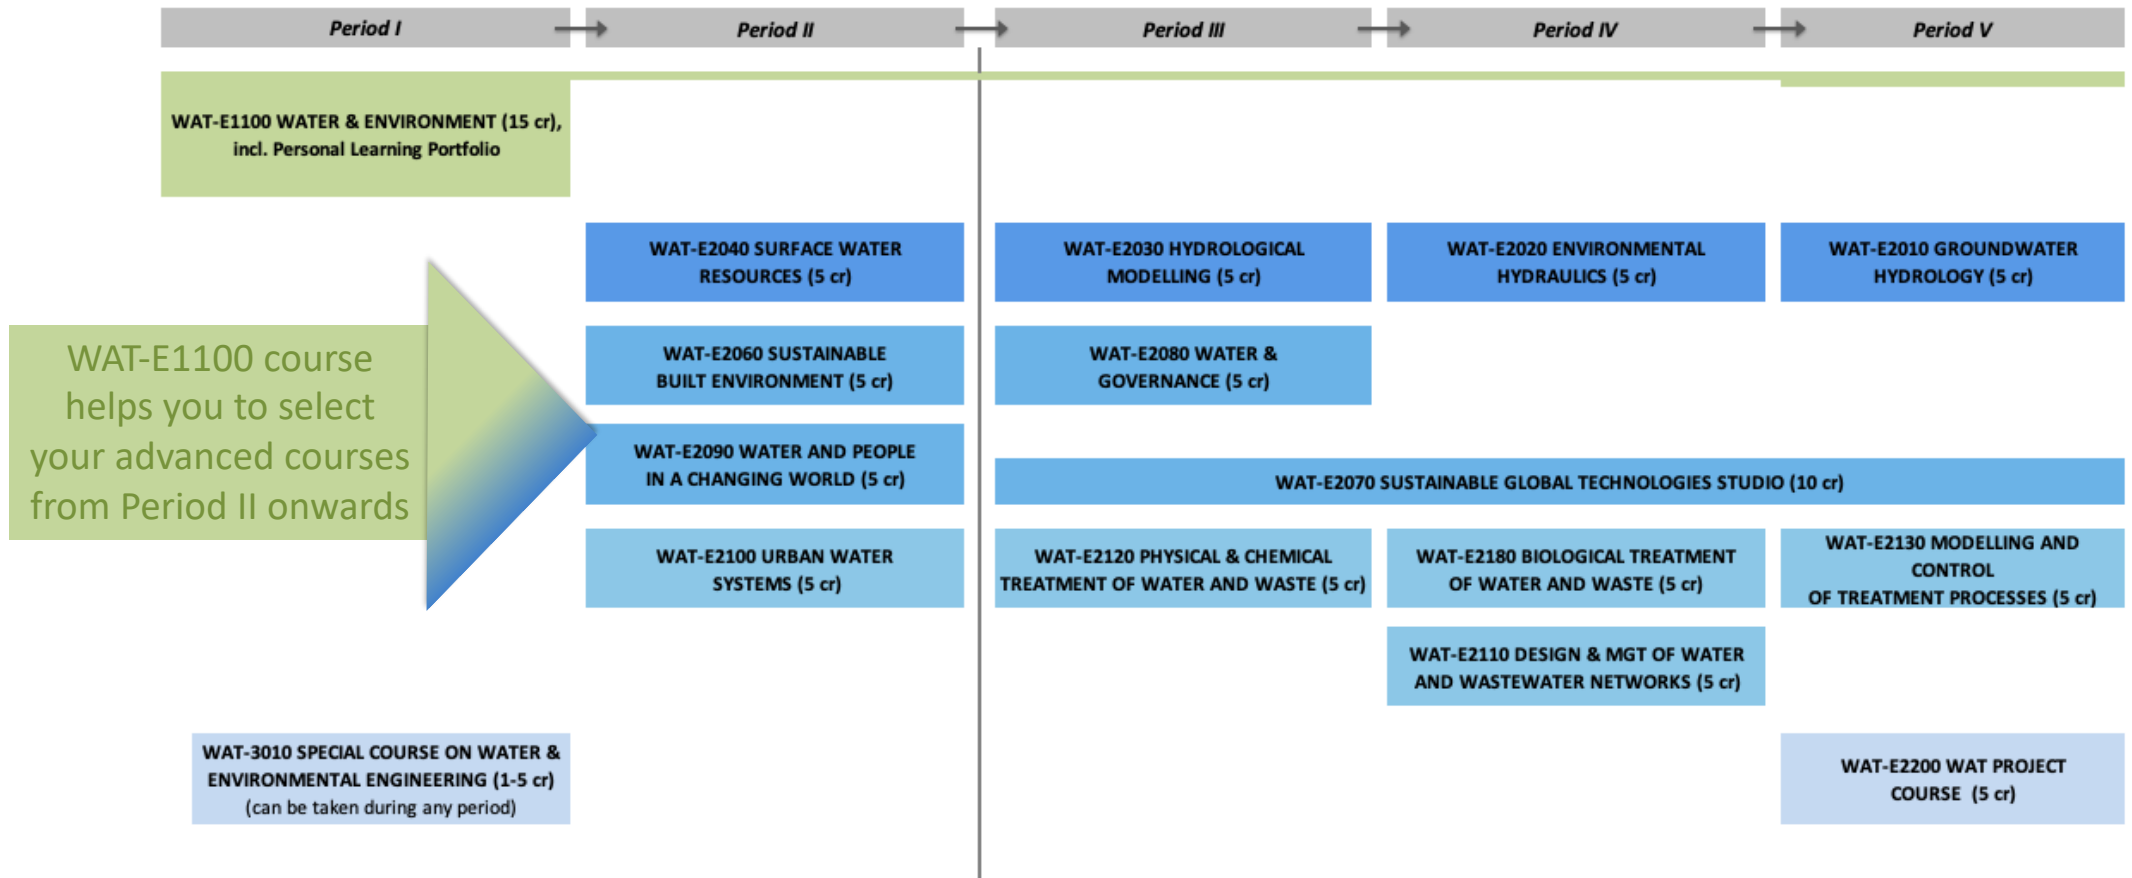 Period I
Period II
Period III
Period IV
Period V
WAT-E1100 WATER & ENVIRONMENT (15 cr),
incl. Personal Learning Portfolio
WAT-E2040 SURFACE WATER
RESOURCES (5 cr)
WAT-E2030 HYDROLOGICAL
MODELLING (5 cr)
WAT-E2020 ENVIRONMENTAL
HYDRAULICS (5 cr)
WAT-E2010 GROUNDWATER
HYDROLOGY (5 cr)
WAT-E1100 course
helps you to select
your advanced courses
from Period II onwards
WAT-E2060 SUSTAINABLE
BUILT ENVIRONMENT (5 cr)
WAT-E2080 WATER &
GOVERNANCE (5 cr)
WAT-E2090 WATER AND PEOPLE
IN A CHANGING WORLD (5 cr)
WAT-E2070 SUSTAINABLE GLOBAL TECHNOLOGIES STUDIO (10 cr)
WAT-E2100 URBAN WATER
SYSTEMS (5 cr)
WAT-E2120 PHYSICAL & CHEMICAL
TREATMENT OF WATER AND WASTE (5 cr)
WAT-E2180 BIOLOGICAL TREATMENT
OF WATER AND WASTE (5 cr)
WAT-E2130 MODELLING AND
CONTROL
OF TREATMENT PROCESSES (5 cr)
WAT-E2110 DESIGN & MGT OF WATER
AND WASTEWATER NETWORKS (5 cr)
WAT-3010 SPECIAL COURSE ON WATER &
ENVIRONMENTAL ENGINEERING (1-5 cr)
(can be taken during any period)
WAT-E2200 WAT PROJECT
COURSE (5 cr)